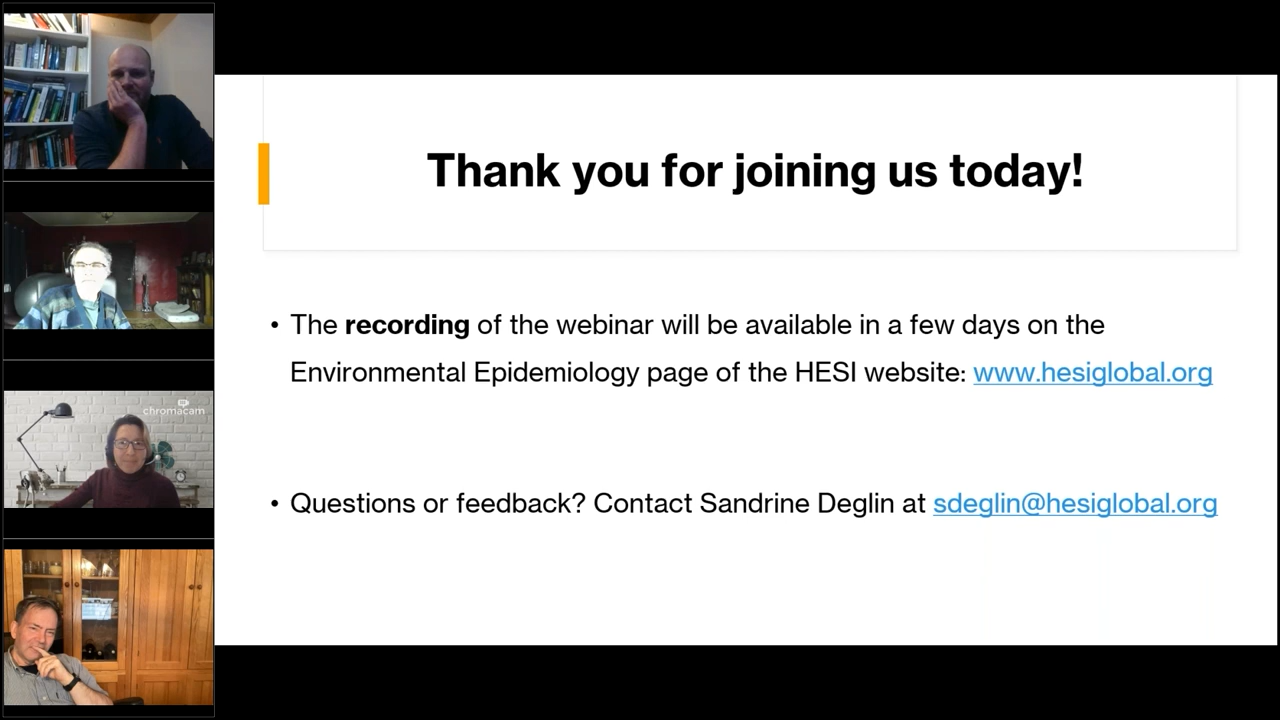 chromacam
Thank you for joining us today!
• The recording of the webinar will be available in a few days on the
Environmental Epidemiology page of the HESI website: www.hesiglobal.org
• Questions or feedback? Contact Sandrine Deglin at sdeglin@hesiglobal.org